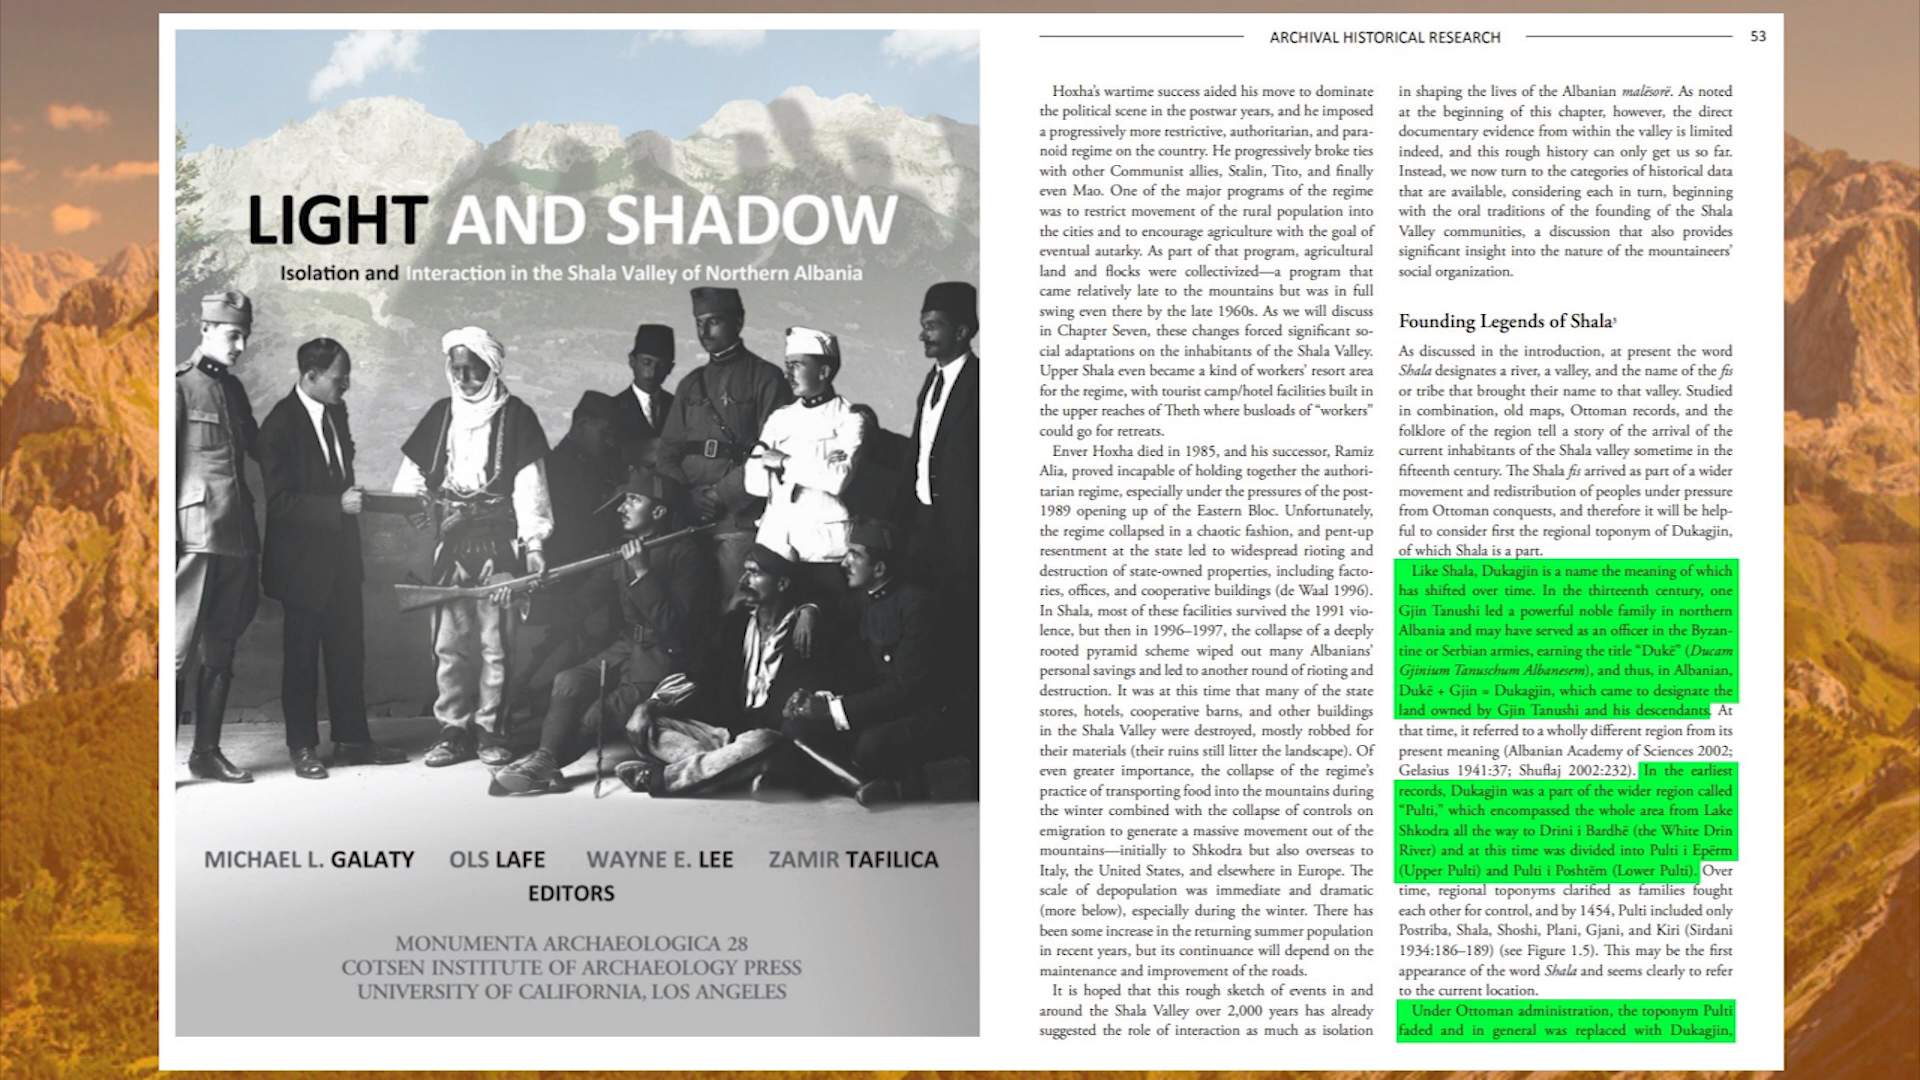 LIGHT AND SHADOW
Isolation and Interaction in the Shala Valley of Northern Albania
MICHAEL L. GALATY OLS LAFE WAYNE E. LEE ZAMIR TAFILICA
EDITORS
MONUMENTA ARCHAEOLOGICA 28
COTSEN INSTITUTE OF ARCHAEOLOGY PRESS
UNIVERSITY OF CALIFORNIA, LOS ANGELES
ARCHIVAL HISTORICAL RESEARCH 53
Hoxha's wartime success aided his move to dominate
the political scene in the postwar years, and he imposed
a progressively more restrictive, authoritarian, and para-
noid regime on the country. He progressively broke ties
with other Communist allies, Stalin, Tito, and finally
even Mao. One of the major programs of the regime
was to restrict movement of the rural population into
the cities and to encourage agriculture with the goal of
eventual autarky. As part of that program, agricultural
land and flocks were collectivized—a program that
came relatively late to the mountains but was in full
swing even there by the late 1960s. As we will discuss
in Chapter Seven, these changes forced significant so-
cial adaptations on the inhabitants of the Shala Valley.
Upper Shala even became a kind of workers' resort area
for the regime, with tourist camp/hotel facilities built in
the upper reaches of Theth where busloads of "workers"
could go for retreats.
Enver Hoxha died in 1985, and his successor, Ramiz
Alia, proved incapable of holding together the authori-
tarian regime, especially under the pressures of the post-
1989 opening up of the Eastern Bloc. Unfortunately,
the regime collapsed in a chaotic fashion, and pent-up
resentment at the state led to widespread rioting and
destruction of state-owned properties, including facto-
ries, offices, and cooperative buildings (de Waal 1996).
In Shala, most of these facilities survived the 1991 vio-
lence, but then in 1996–1997, the collapse of a deeply
rooted pyramid scheme wiped out many Albanians'
personal savings and led to another round of rioting and
destruction. It was at this time that many of the state
stores, hotels, cooperative barns, and other buildings
in the Shala Valley were destroyed, mostly robbed for
their materials (their ruins still litter the landscape). Of
even greater importance, the collapse of the regime's
practice of transporting food into the mountains during
the winter combined with the collapse of controls on
emigration to generate a massive movement out of the
mountains—initially to Shkodra but also overseas to
Italy, the United States, and elsewhere in Europe. The
scale of depopulation was immediate and dramatic
(more below), especially during the winter. There has
been some increase in the returning summer population
in recent years, but its continuance will depend on the
maintenance and improvement of the roads.
It is hoped that this rough sketch of events in and
around the Shala Valley over 2,000 years has already
suggested the role of interaction as much as isolation
in shaping the lives of the Albanian malësorë. As noted
at the beginning of this chapter, however, the direct
documentary evidence from within the valley is limited
indeed, and this rough history can only get us so far.
Instead, we now turn to the categories of historical data
that are available, considering each in turn, beginning
with the oral traditions of the founding of the Shala
Valley communities, a discussion that also provides
significant insight into the nature of the mountaineers'
social organization.
Founding Legends of Shala³
As discussed in the introduction, at present the word
Shala designates a river, a valley, and the name of the fis
or tribe that brought their name to that valley. Studied
in combination, old maps, Ottoman records, and the
folklore of the region tell a story of the arrival of the
current inhabitants of the Shala valley sometime in the
fifteenth century. The Shala fis arrived as part of a wider
movement and redistribution of peoples under pressure
from Ottoman conquests, and therefore it will be help-
ful to consider first the regional toponym of Dukagjin,
of which Shala is a part.
Like Shala, Dukagjin is a name the meaning of which
has shifted over time. In the thirteenth century, one
Gjin Tanushi led a powerful noble family in northern
Albania and may have served as an officer in the Byzan-
tine or Serbian armies, earning the title "Dukë" (Ducam
Gjinium Tanuschum Albanesem), and thus, in Albanian,
Dukë + Gjin = Dukagjin, which came to designate the
land owned by Gjin Tanushi and his descendants. At
that time, it referred to a wholly different region from its
present meaning (Albanian Academy of Sciences 2002;
Gelasius 1941:37; Shuflaj 2002:232). In the earliest
records, Dukagjin was a part of the wider region called
"Pulti," which encompassed the whole area from Lake
Shkodra all the way to Drini i Bardhë (the White Drin
River) and at this time was divided into Pulti i Epërm
(Upper Pulti) and Pulti i Poshtëm (Lower Pulti). Over
time, regional toponyms clarified as families fought
each other for control, and by 1454, Pulti included only
Postriba, Shala, Shoshi, Plani, Gjani, and Kiri (Sirdani
1934:186–189) (see Figure 1.5). This may be the first
appearance of the word Shala and seems clearly to refer
to the current location.
Under Ottoman administration, the toponym Pulti
faded and in general was replaced with Dukagjin,